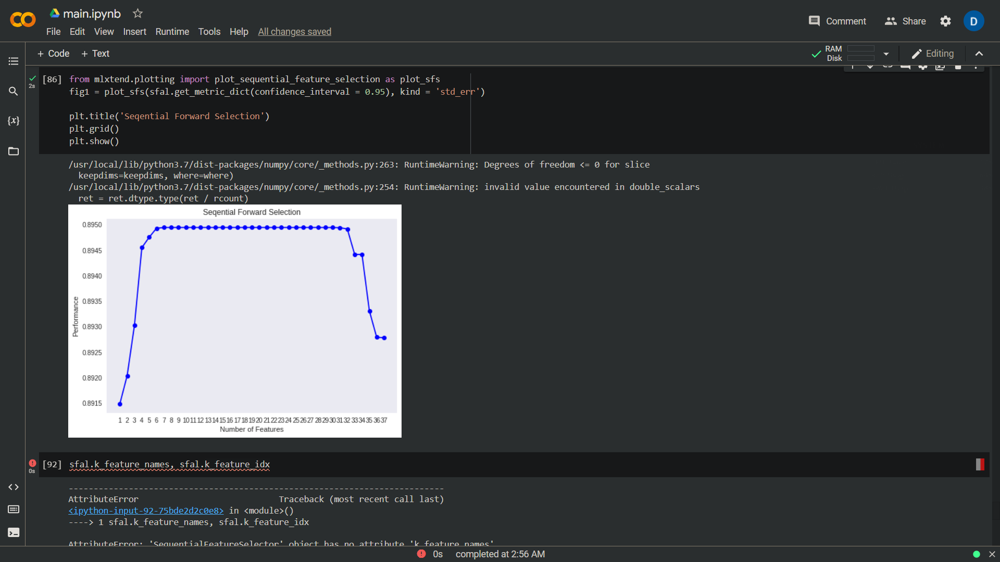 main.ipynb
File Edit View Insert Runtime Tools Help All changes saved
Comment Share D
+ Code + Text
RAM
Disk
Editing
2s
[86] from mlxtend.plotting import plot_sequential_feature_selection as plot_sfs
fig1 = plot_sfs(sfal.get_metric_dict(confidence_interval = 0.95), kind = 'std_err')
plt.title('Seqential Forward Selection')
plt.grid()
plt.show()
/usr/local/lib/python3.7/dist-packages/numpy/core/_methods.py:263: RuntimeWarning: Degrees of freedom <= 0 for slice
keepdims=keepdims, where=where)
/usr/local/lib/python3.7/dist-packages/numpy/core/_methods.py:254: RuntimeWarning: invalid value encountered in double_scalars
ret = ret.dtype.type(ret / rcount)
Seqential Forward Selection
0.8950
0.8945
0.8940
0.8935
0.8930
0.8925
0.8920
0.8915
Performance
1 2 3 4 5 6 7 8 9 10 11 12 13 14 15 16 17 18 19 20 21 22 23 24 25 26 27 28 29 30 31 32 33 34 35 36 37
Number of Features
0s
[92] sfal.k_feature_names, sfal.k_feature_idx
---------------------------------------------------------------------------
AttributeError Traceback (most recent call last)
<ipython-input-92-75bde2d2c0e8> in <module>()
----> 1 sfal.k_feature_names, sfal.k_feature_idx
AttributeError: 'SequentialFeatureSelector' object has no attribute 'k_feature_names'
0s completed at 2:56 AM